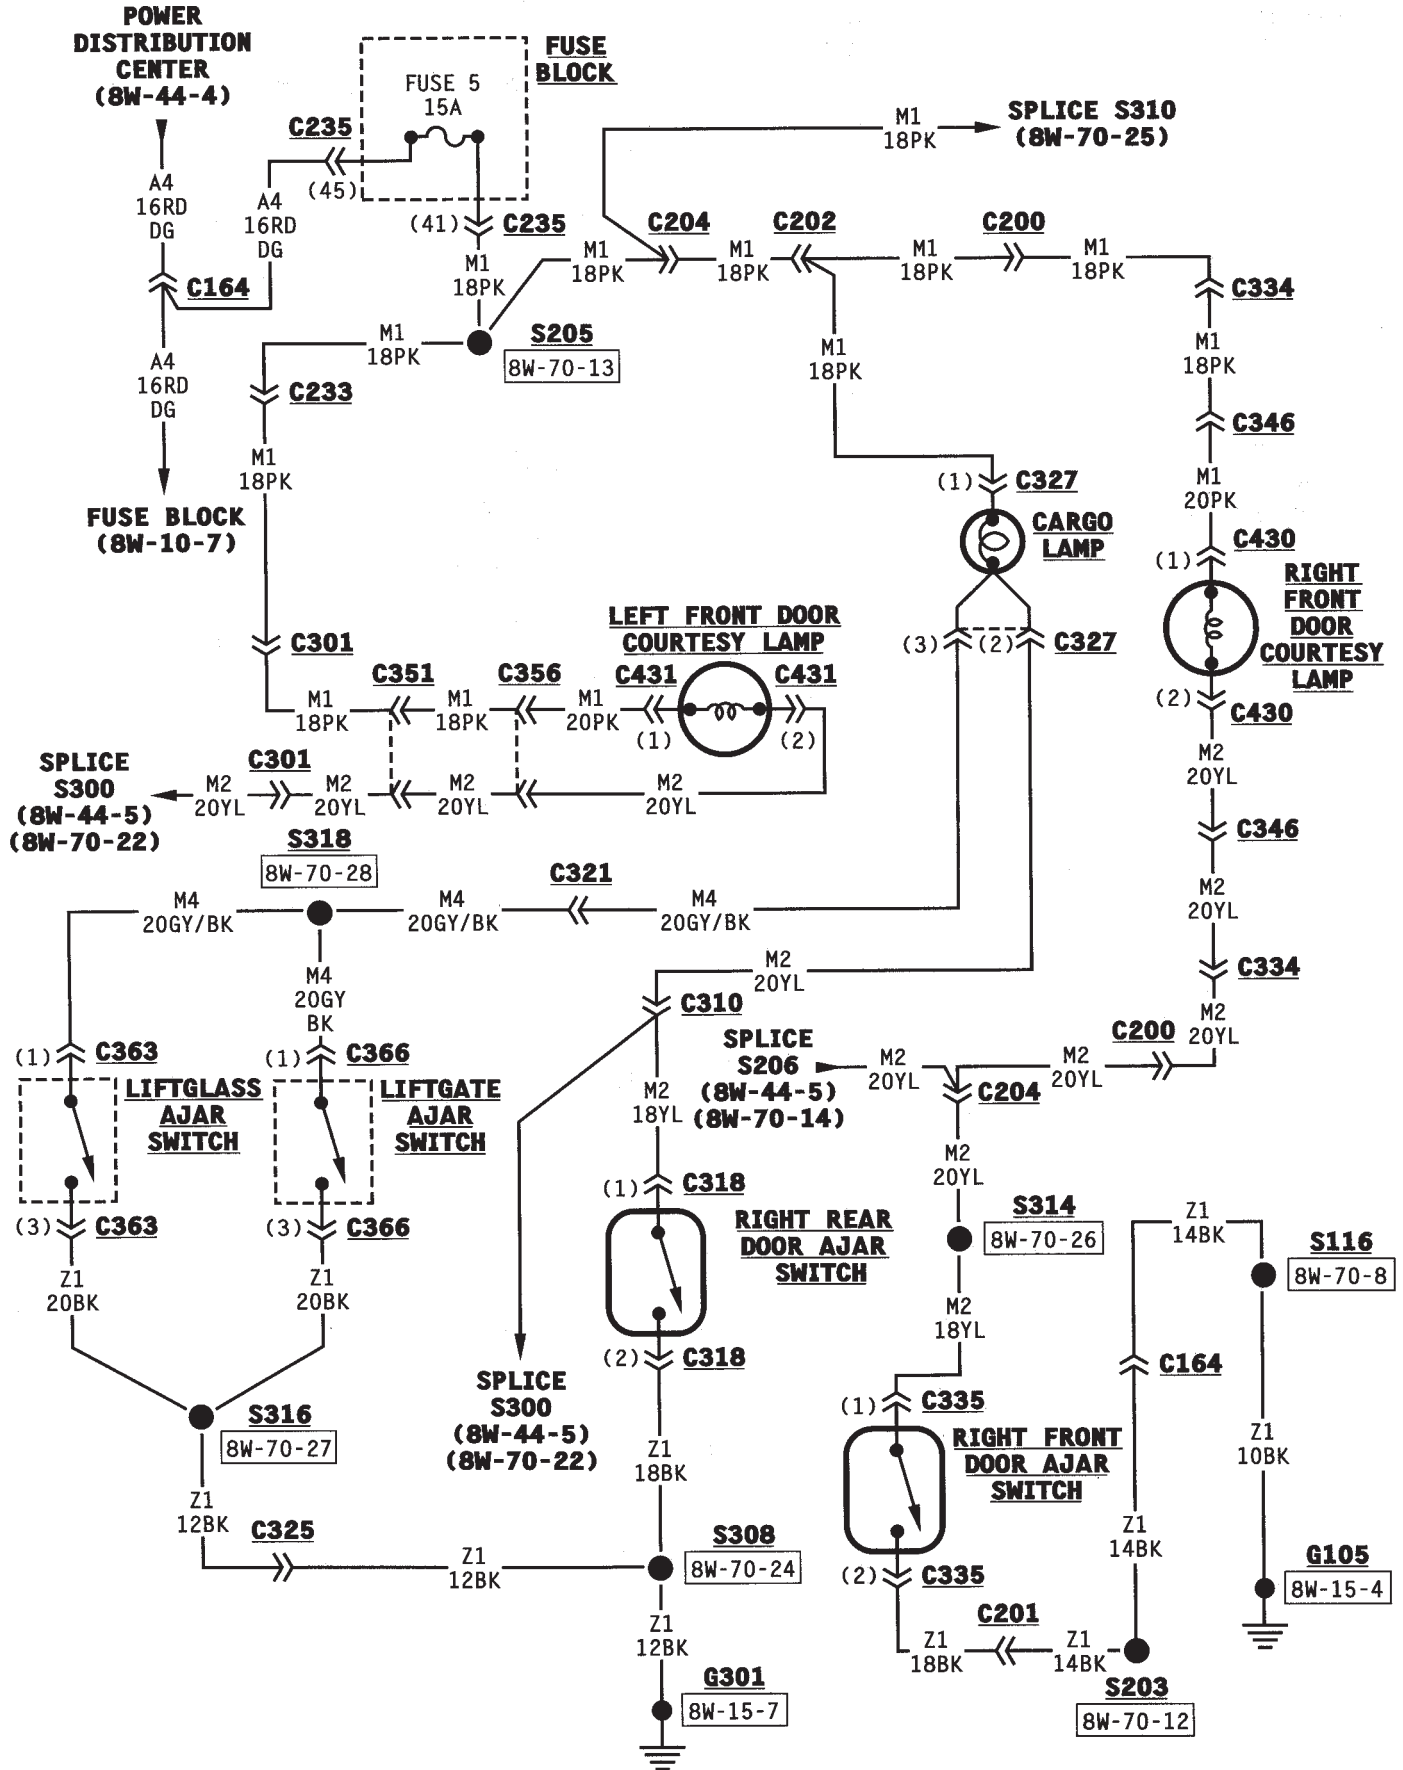 POWER
DISTRIBUTION
CENTER
(8W-44-4)
FUSE
BLOCK
FUSE 5
15A
C235
(45)
A4
16RD
DG
A4
16RD
DG
C164
(41)
C235
M1
18PK
M1
18PK
SPLICE S310
(8W-70-25)
C204
C202
C200
M1
18PK
M1
18PK
M1
18PK
M1
18PK
C334
S205
8W-70-13
M1
18PK
C233
A4
16RD
DG
M1
18PK
M1
18PK
C346
M1
18PK
FUSE BLOCK
(8W-10-7)
(1)
C327
M1
20PK
CARGO
LAMP
C430
(1)
RIGHT
FRONT
DOOR
COURTESY
LAMP
LEFT FRONT DOOR
COURTESY LAMP
(3)
(2)
C327
C301
C351
C356
C431
C431
M1
18PK
M1
18PK
M1
20PK
(1)
(2)
(2)
C430
SPLICE
S300
(8W-44-5)
(8W-70-22)
C301
M2
20YL
M2
20YL
M2
20YL
M2
20YL
M2
20YL
C346
S318
8W-70-28
C321
M4
20GY/BK
M4
20GY/BK
M4
20GY/BK
M2
20YL
M4
20GY
BK
M2
20YL
C334
C310
M2
20YL
C200
(1)
C363
(1)
C366
SPLICE
S206
(8W-44-5)
(8W-70-14)
M2
20YL
M2
20YL
C204
LIFTGLASS
AJAR
SWITCH
LIFTGATE
AJAR
SWITCH
M2
18YL
M2
20YL
(3)
C363
(3)
C366
(1)
C318
RIGHT REAR
DOOR AJAR
SWITCH
S314
8W-70-26
Z1
14BK
S116
8W-70-8
Z1
20BK
Z1
20BK
M2
18YL
(2)
C318
C164
SPLICE
S300
(8W-44-5)
(8W-70-22)
(1)
C335
S316
8W-70-27
Z1
18BK
RIGHT FRONT
DOOR AJAR
SWITCH
Z1
10BK
Z1
12BK
C325
Z1
12BK
S308
8W-70-24
Z1
14BK
G105
8W-15-4
(2)
C335
C201
Z1
12BK
Z1
18BK
Z1
14BK
G301
8W-15-7
S203
8W-70-12